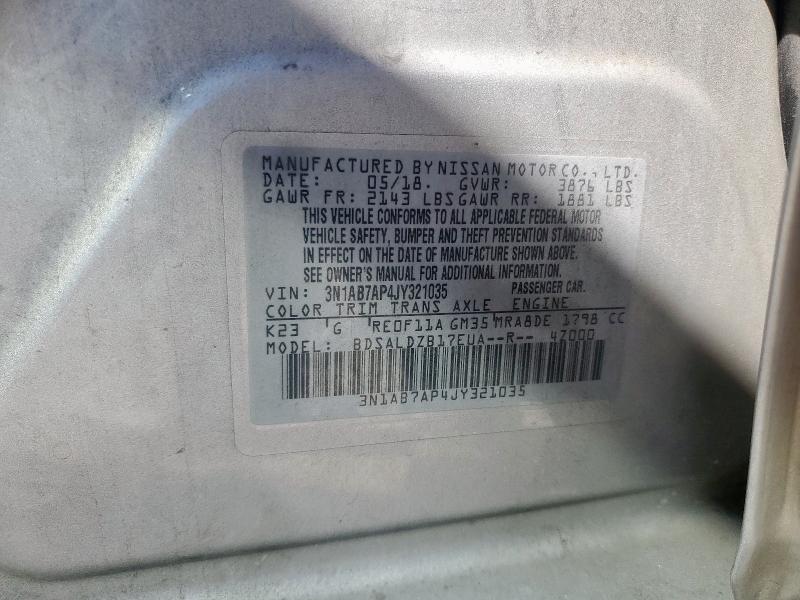 MANUFACTURED BY NISSAN MOTOR CO., LTD.
DATE: 05/18. GVWR: 3876 LBS
GAWR FR: 2143 LBS GAWR RR: 1881 LBS
THIS VEHICLE CONFORMS TO ALL APPLICABLE FEDERAL MOTOR
VEHICLE SAFETY, BUMPER AND THEFT PREVENTION STANDARDS
IN EFFECT ON THE DATE OF MANUFACTURE SHOWN ABOVE.
SEE OWNER'S MANUAL FOR ADDITIONAL INFORMATION.
VIN: 3N1AB7AP4JY321035 PASSENGER CAR.
COLOR TRIM TRANS AXLE ENGINE
K23 G RE0F11A GM35 MRA8DE 1798 CC
MODEL: BDSALDZB17EUA--R-- 4Z000
3N1AB7AP4JY321035